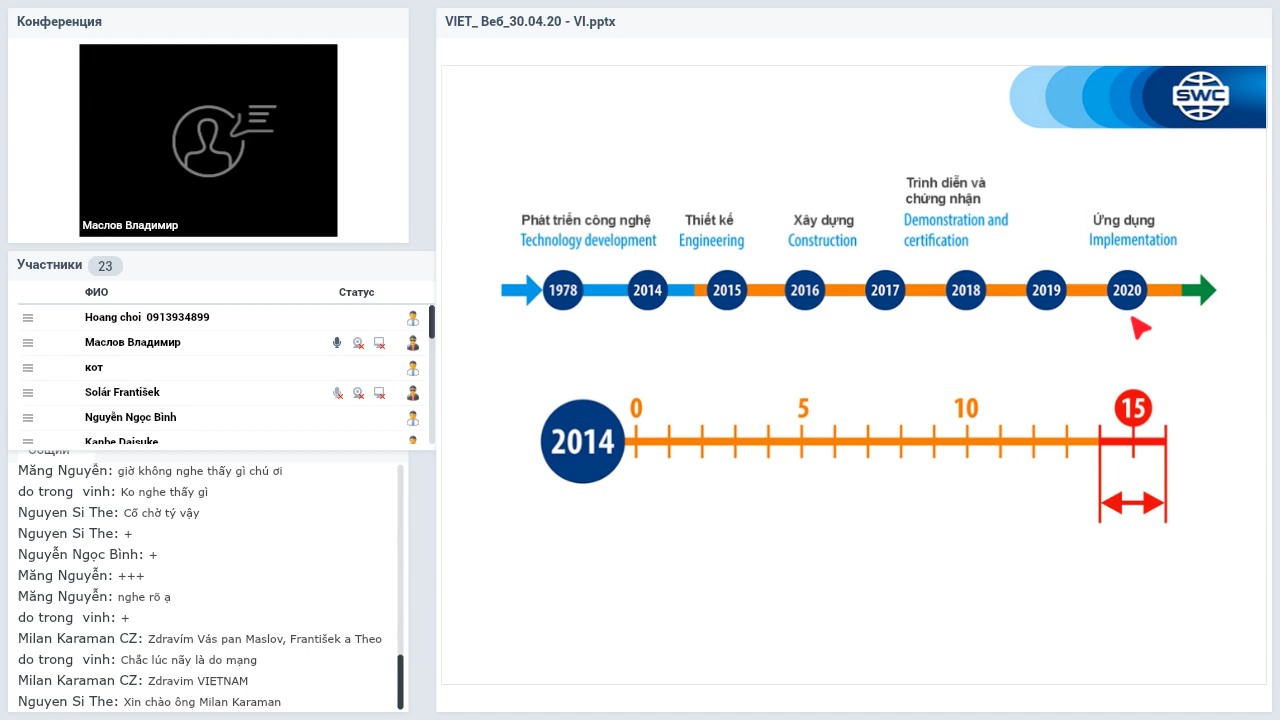 Конференция
Маслов Владимир
Участники 23
ФИО Статус
Hoang choi 0913934899
Маслов Владимир
кот
Solár František
Nguyễn Ngọc Bình
Kanbe Daisuke
Общий
Măng Nguyễn: giờ không nghe thấy gì chú ơi
do trong vinh: Ko nghe thấy gì
Nguyen Si The: Cố chờ tý vậy
Nguyen Si The: +
Nguyễn Ngọc Bình: +
Măng Nguyễn: +++
Măng Nguyễn: nghe rõ ạ
do trong vinh: +
Milan Karaman CZ: Zdravím Vás pan Maslov, František a Theo
do trong vinh: Chắc lúc nãy là do mạng
Milan Karaman CZ: Zdravim VIETNAM
Nguyen Si The: Xin chào ông Milan Karaman
VIET_ Веб_30.04.20 - VI.pptx
SWC
Phát triển công nghệ
Technology development
Thiết kế
Engineering
Xây dựng
Construction
Trình diễn và
chứng nhận
Demonstration and
certification
Ứng dụng
Implementation
1978 2014 2015 2016 2017 2018 2019 2020
0 5 10 15
2014